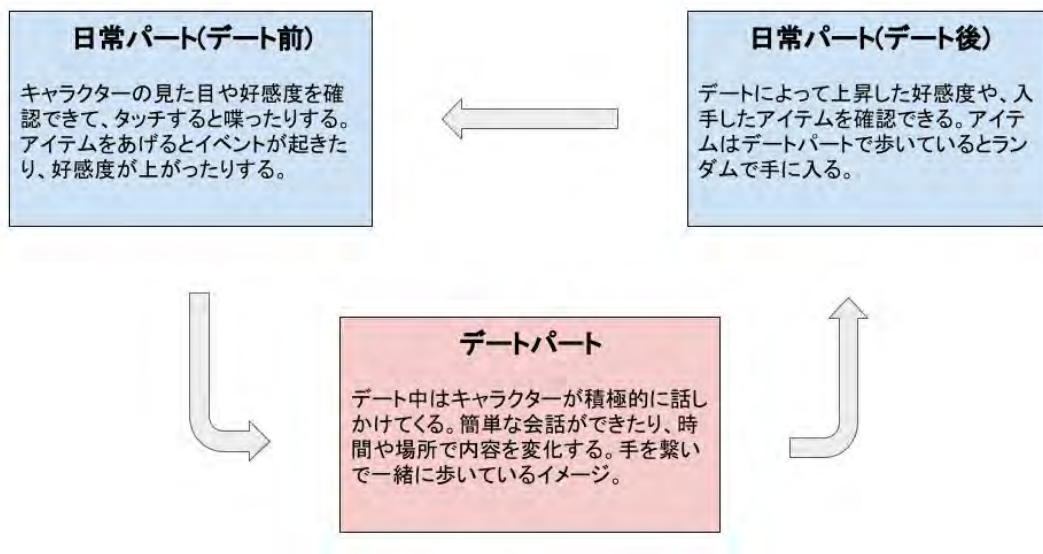 日常パート(デート前)
キャラクターの見た目や好感度を確
認できて、タッチすると喋ったりする。
アイテムをあげるとイベントが起きた
り、好感度が上がったりする。
日常パート(デート後)
デートによって上昇した好感度や、入
手したアイテムを確認できる。アイテ
ムはデートパートで歩いているとラン
ダムで手に入る。
デートパート
デート中はキャラクターが積極的に話し
かけてくる。簡単な会話ができたり、時
間や場所で内容を変化する。手を繋い
で一緒に歩いているイメージ。